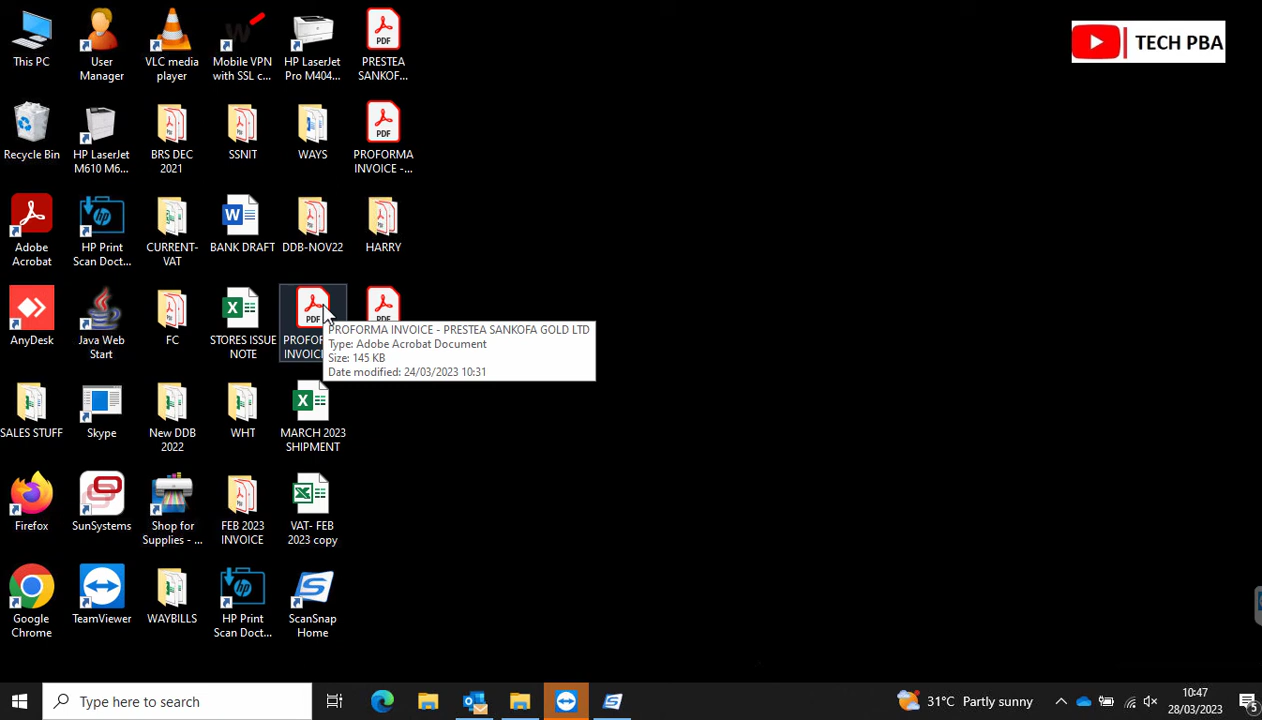 This PC
User
Manager
VLC media
player
Mobile VPN
with SSL c...
HP LaserJet
Pro M404...
PDF
PRESTEA
SANKOF...
TECH PBA
Recycle Bin
HP LaserJet
M610 M6...
BRS DEC
2021
SSNIT
WAYS
PDF
PROFORMA
INVOICE -...
Adobe
Acrobat
HP Print
Scan Doct...
CURRENT-
VAT
BANK DRAFT
DDB-NOV22
HARRY
AnyDesk
Java Web
Start
FC
STORES ISSUE
NOTE
PDF
PROFOR
INVOICE
PROFORMA INVOICE - PRESTEA SANKOFA GOLD LTD
Type: Adobe Acrobat Document
Size: 145 KB
Date modified: 24/03/2023 10:31
SALES STUFF
Skype
New DDB
2022
WHT
MARCH 2023
SHIPMENT
Firefox
SunSystems
Shop for
Supplies - ...
FEB 2023
INVOICE
VAT- FEB
2023 copy
Google
Chrome
TeamViewer
WAYBILLS
HP Print
Scan Doct...
ScanSnap
Home
Type here to search
31°C Partly sunny
10:47
28/03/2023
5